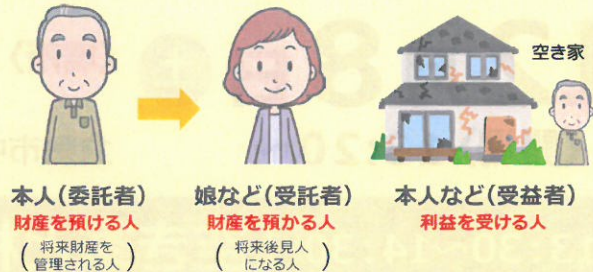 空き家
本人(委託者)
財産を預ける人
(将来財産を
管理される人)
娘など(受託者)
財産を預かる人
(将来後見人
になる人)
本人など(受益者)
利益を受ける人